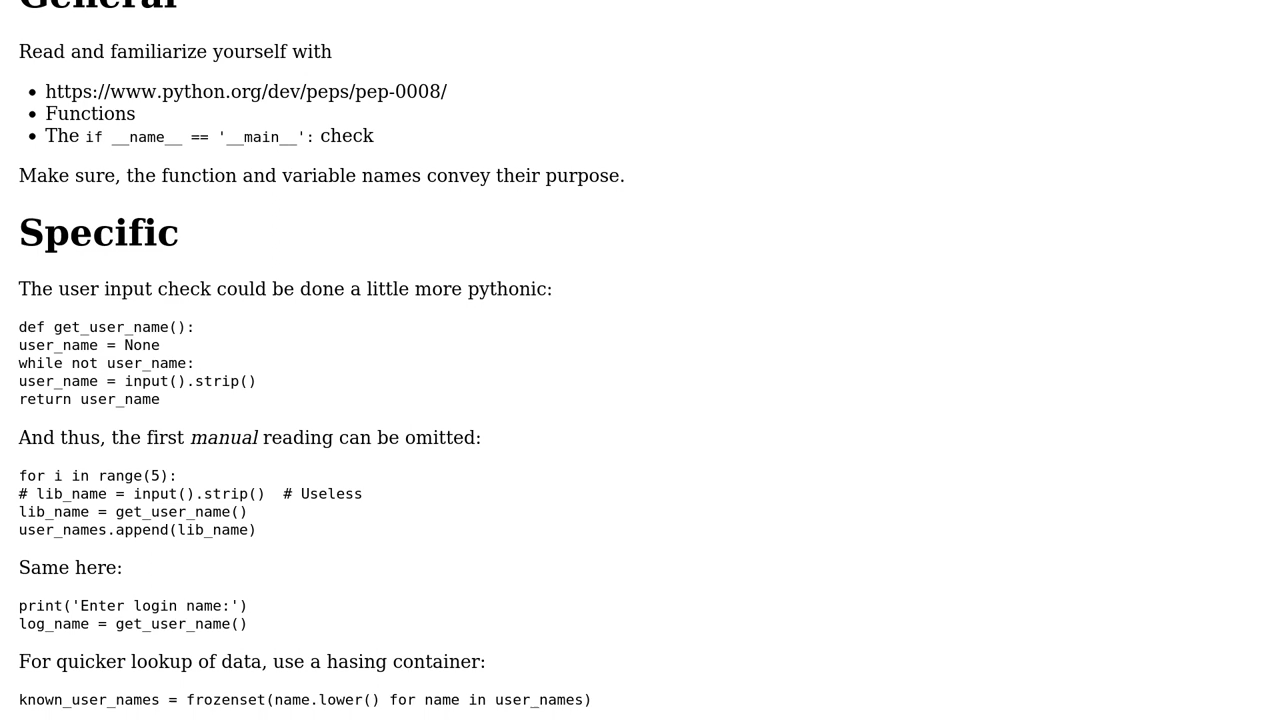 General
Read and familiarize yourself with
• https://www.python.org/dev/peps/pep-0008/
• Functions
• The if __name__ == '__main__': check
Make sure, the function and variable names convey their purpose.
Specific
The user input check could be done a little more pythonic:
def get_user_name():
user_name = None
while not user_name:
user_name = input().strip()
return user_name
And thus, the first manual reading can be omitted:
for i in range(5):
# lib_name = input().strip()  # Useless
lib_name = get_user_name()
user_names.append(lib_name)
Same here:
print('Enter login name:')
log_name = get_user_name()
For quicker lookup of data, use a hasing container:
known_user_names = frozenset(name.lower() for name in user_names)